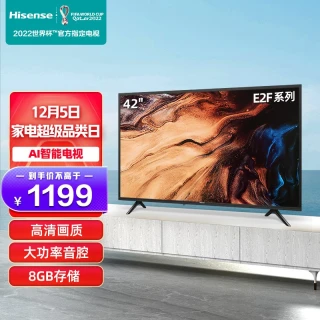 Hisense
FIFA WORLD CUP
Qatar2022
2022世界杯™官方指定电视
12月5日
家电超级品类日
AI智能电视
到手价不高于
¥1199
高清画质
大功率音腔
8GB存储
42"
E2F系列